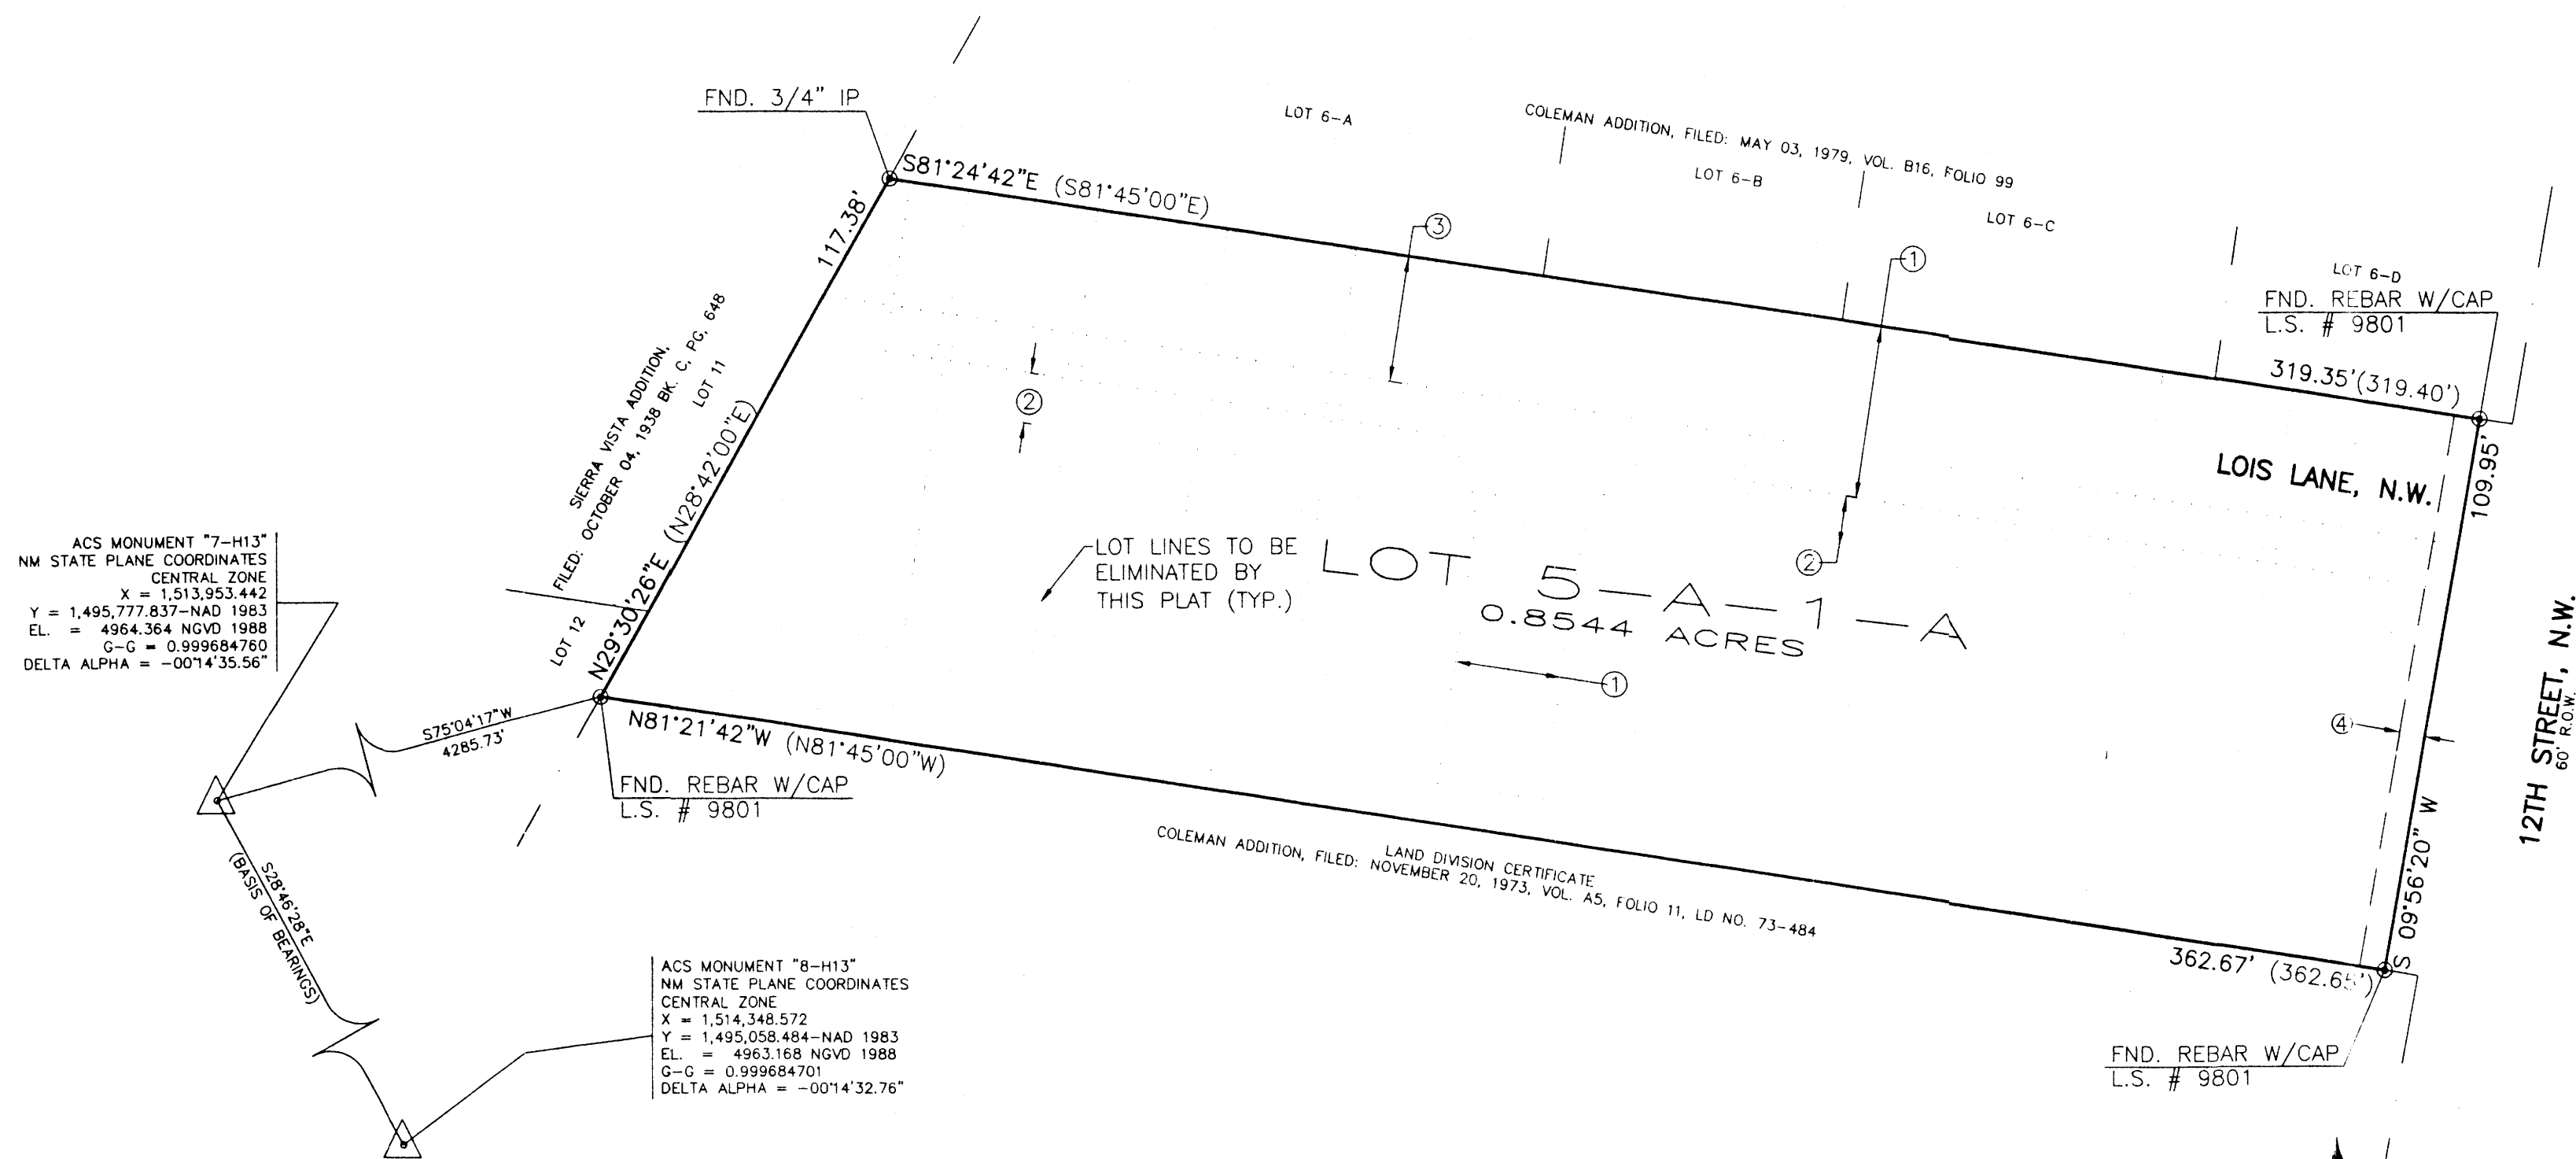 FND. 3/4" IP
LOT 6-A
COLEMAN ADDITION, FILED: MAY 03, 1979, VOL. B16, FOLIO 99
LOT 6-B
LOT 6-C
LOT 6-D
FND. REBAR W/CAP
L.S. # 9801
S81°24'42"E (S81°45'00"E)
319.35'(319.40')
117.38'
N29°30'26"E (N28°42'00"E)
SIERRA VISTA ADDITION,
FILED: OCTOBER 04, 1938 BK. C, PG. 648
LOT 11
LOT 12
3
1
2
LOIS LANE, N.W.
109.95'
S 09°56'20" W
12TH STREET, N.W.
60' R.O.W.
LOT LINES TO BE
ELIMINATED BY
THIS PLAT (TYP.)
LOT 5-A-1-A
0.8544 ACRES
2
1
4
ACS MONUMENT "7-H13"
NM STATE PLANE COORDINATES
CENTRAL ZONE
X = 1,513,953.442
Y = 1,495,777.837-NAD 1983
EL. = 4964.364 NGVD 1988
G-G = 0.999684760
DELTA ALPHA = -00°14'35.56"
S75°04'17"W
4285.73'
N81°21'42"W (N81°45'00"W)
362.67' (362.65')
FND. REBAR W/CAP
L.S. # 9801
LAND DIVISION CERTIFICATE
COLEMAN ADDITION, FILED: NOVEMBER 20, 1973, VOL. A5, FOLIO 11, LD NO. 73-484
S28°46'28"E
(BASIS OF BEARINGS)
ACS MONUMENT "8-H13"
NM STATE PLANE COORDINATES
CENTRAL ZONE
X = 1,514,348.572
Y = 1,495,058.484-NAD 1983
EL. = 4963.168 NGVD 1988
G-G = 0.999684701
DELTA ALPHA = -00°14'32.76"
FND. REBAR W/CAP
L.S. # 9801